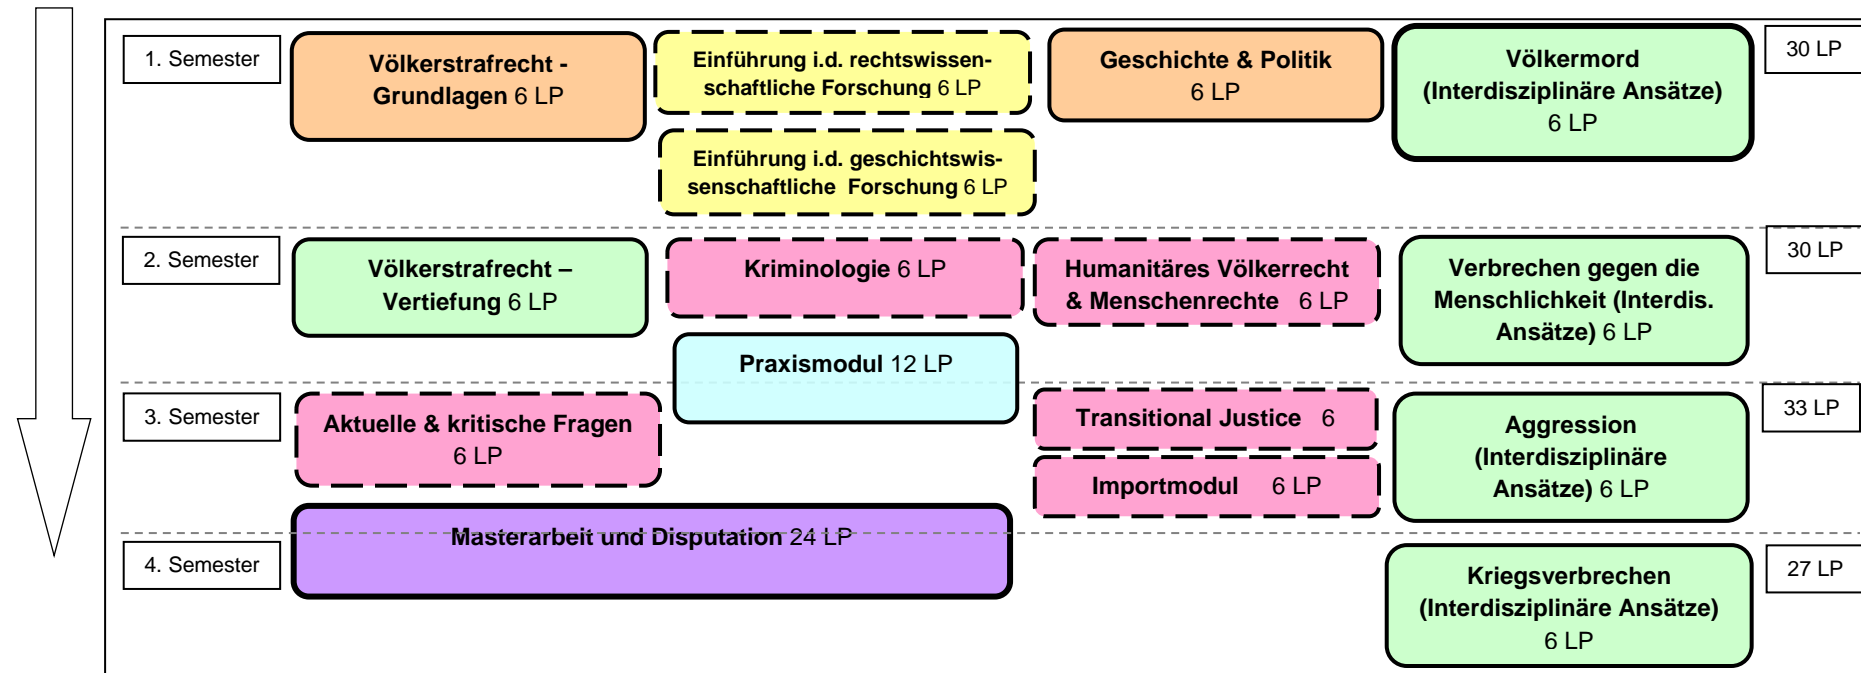 1. Semester
Völkerstrafrecht -
Grundlagen 6 LP
Einführung i.d. rechtswissen-
schaftliche Forschung 6 LP
Einführung i.d. geschichtswis-
senschaftliche Forschung 6 LP
Geschichte & Politik
6 LP
Völkermord
(Interdisziplinäre Ansätze)
6 LP
30 LP
2. Semester
Völkerstrafrecht –
Vertiefung 6 LP
Kriminologie 6 LP
Humanitäres Völkerrecht
& Menschenrechte 6 LP
Verbrechen gegen die
Menschlichkeit (Interdis.
Ansätze) 6 LP
30 LP
Praxismodul 12 LP
3. Semester
Aktuelle & kritische Fragen
6 LP
Transitional Justice 6
Importmodul 6 LP
Aggression
(Interdisziplinäre
Ansätze) 6 LP
33 LP
Masterarbeit und Disputation 24 LP
4. Semester
Kriegsverbrechen
(Interdisziplinäre Ansätze)
6 LP
27 LP